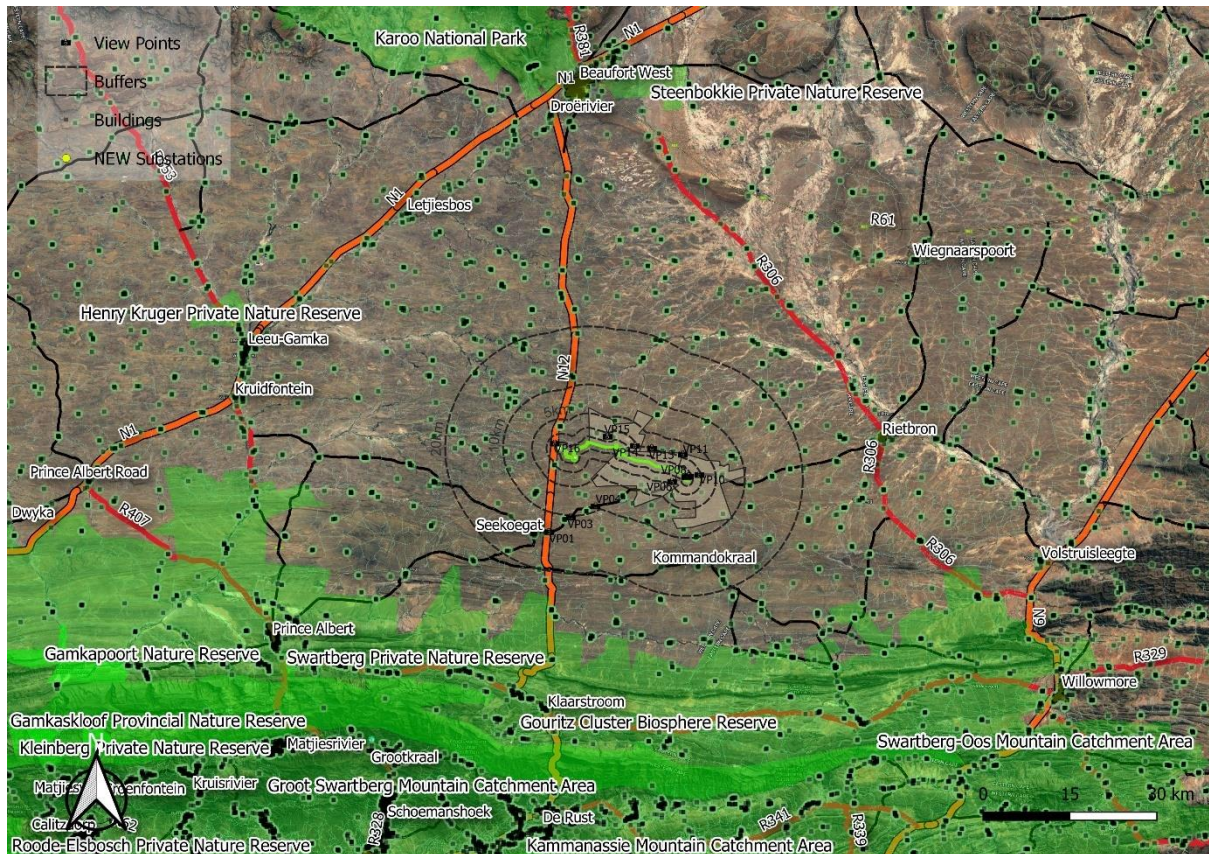 Karoo National Park
R381
N1
View Points
Beaufort West
N1
Buffers
Steenbokkie Private Nature Reserve
Droërivier
Buildings
NEW Substations
N1
Letjiesbos
R61
Wiegnaarspoort
R306
Henry Kruger Private Nature Reserve
Leeu-Gamka
N12
Kruidfontein
5km
10km
20km
VP15
VP11
VP13
Rietbron
N1
R306
Prince Albert Road
VP08
VP10
R407
Dwyka
VP03
Seekoegat
VP01
Kommandokraal
R306
Volstruisleegte
N9
Prince Albert
Gamkapoort Nature Reserve
Swartberg Private Nature Reserve
R329
Willowmore
Klaarstroom
Gamkaskloof Provincial Nature Reserve
Gouritz Cluster Biosphere Reserve
Kleinberg Private Nature Reserve
Matjiesrivier
Swartberg-Oos Mountain Catchment Area
Grootkraal
N
Kruisrivier
Groot Swartberg Mountain Catchment Area
0 15 30 km
Schoemanshoek
De Rust
R341
R328
R339
Roode-Elsbosch Private Nature Reserve
Kammanassie Mountain Catchment Area